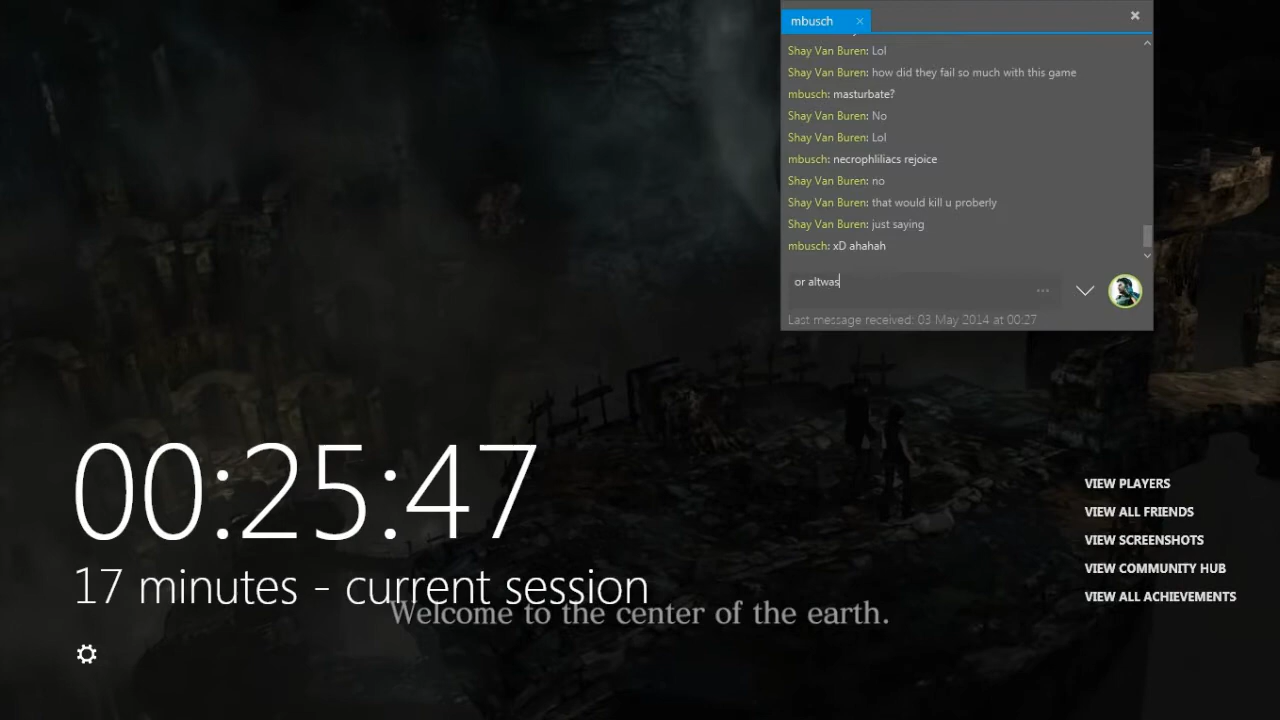 mbusch
Shay Van Buren: Lol
Shay Van Buren: how did they fail so much with this game
mbusch: masturbate?
Shay Van Buren: No
Shay Van Buren: Lol
mbusch: necrophliliacs rejoice
Shay Van Buren: no
Shay Van Buren: that would kill u proberly
Shay Van Buren: just saying
mbusch: xD ahahah
or altwas
Last message received: 03 May 2014 at 00:27
00:25:47
17 minutes - current session
Welcome to the center of the earth.
VIEW PLAYERS
VIEW ALL FRIENDS
VIEW SCREENSHOTS
VIEW COMMUNITY HUB
VIEW ALL ACHIEVEMENTS